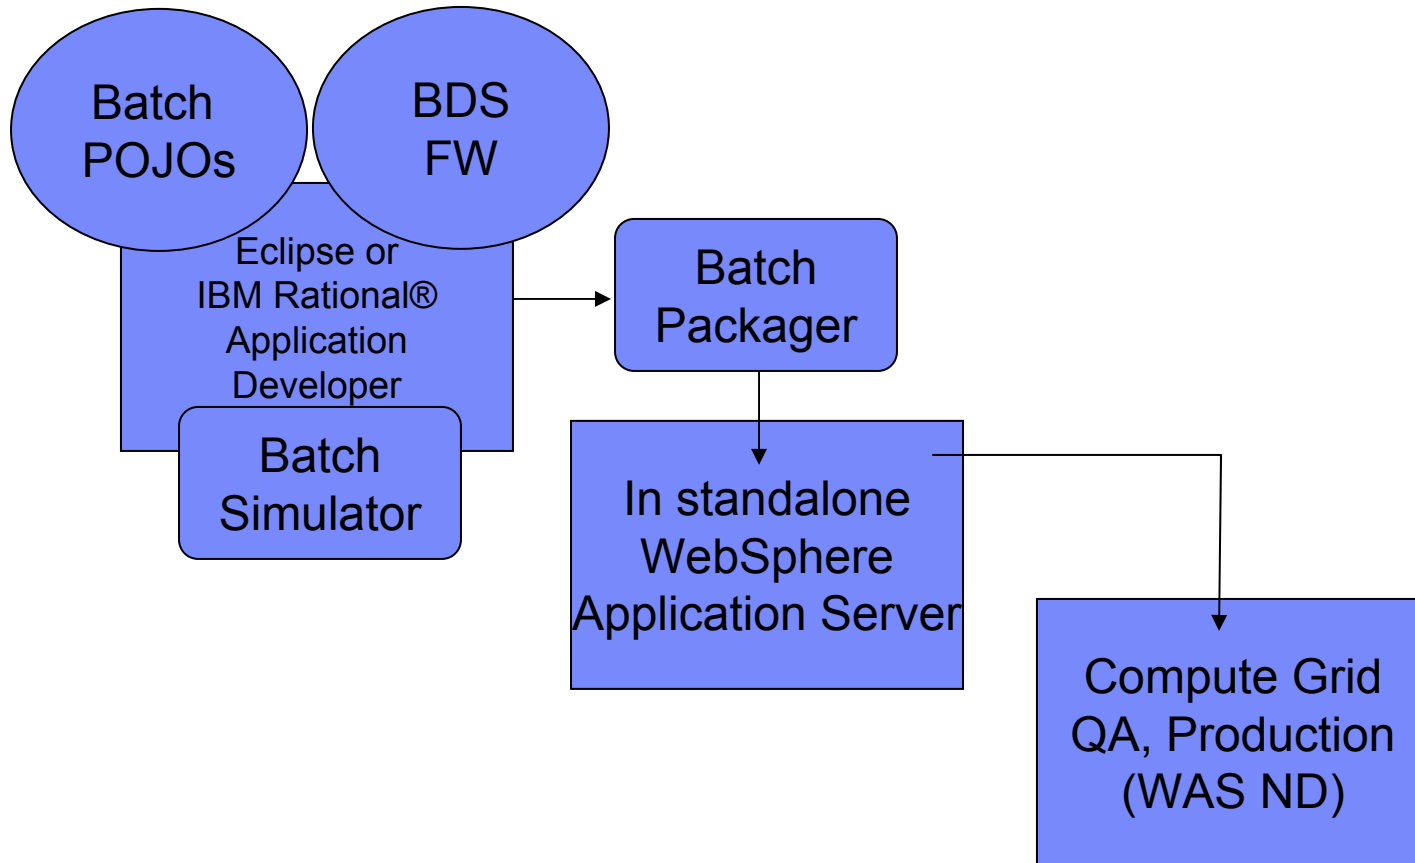 Batch
POJOs
BDS
FW
Eclipse or
IBM Rational®
Application
Developer
Batch
Simulator
Batch
Packager
In standalone
WebSphere
Application Server
Compute Grid
QA, Production
(WAS ND)